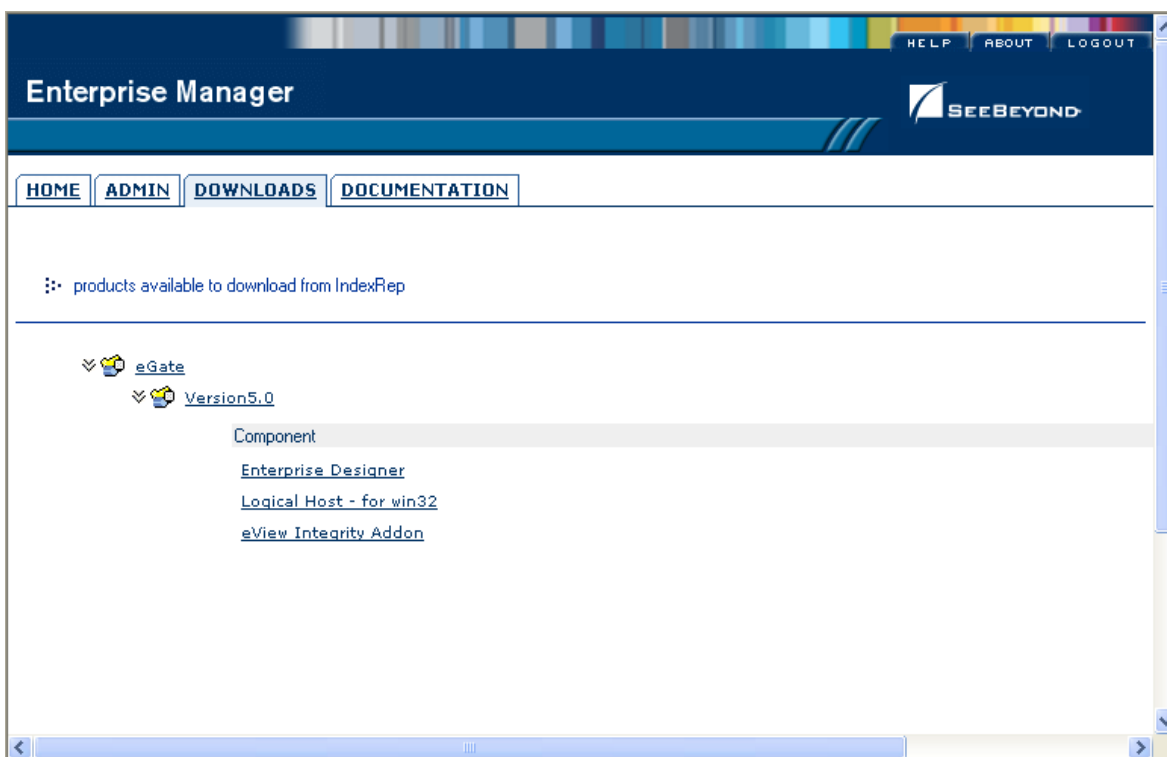 HELP ABOUT LOGOUT
Enterprise Manager
SEEBEYOND
HOME ADMIN DOWNLOADS DOCUMENTATION
products available to download from IndexRep
eGate
Version5.0
Component
Enterprise Designer
Logical Host - for win32
eView Integrity Addon